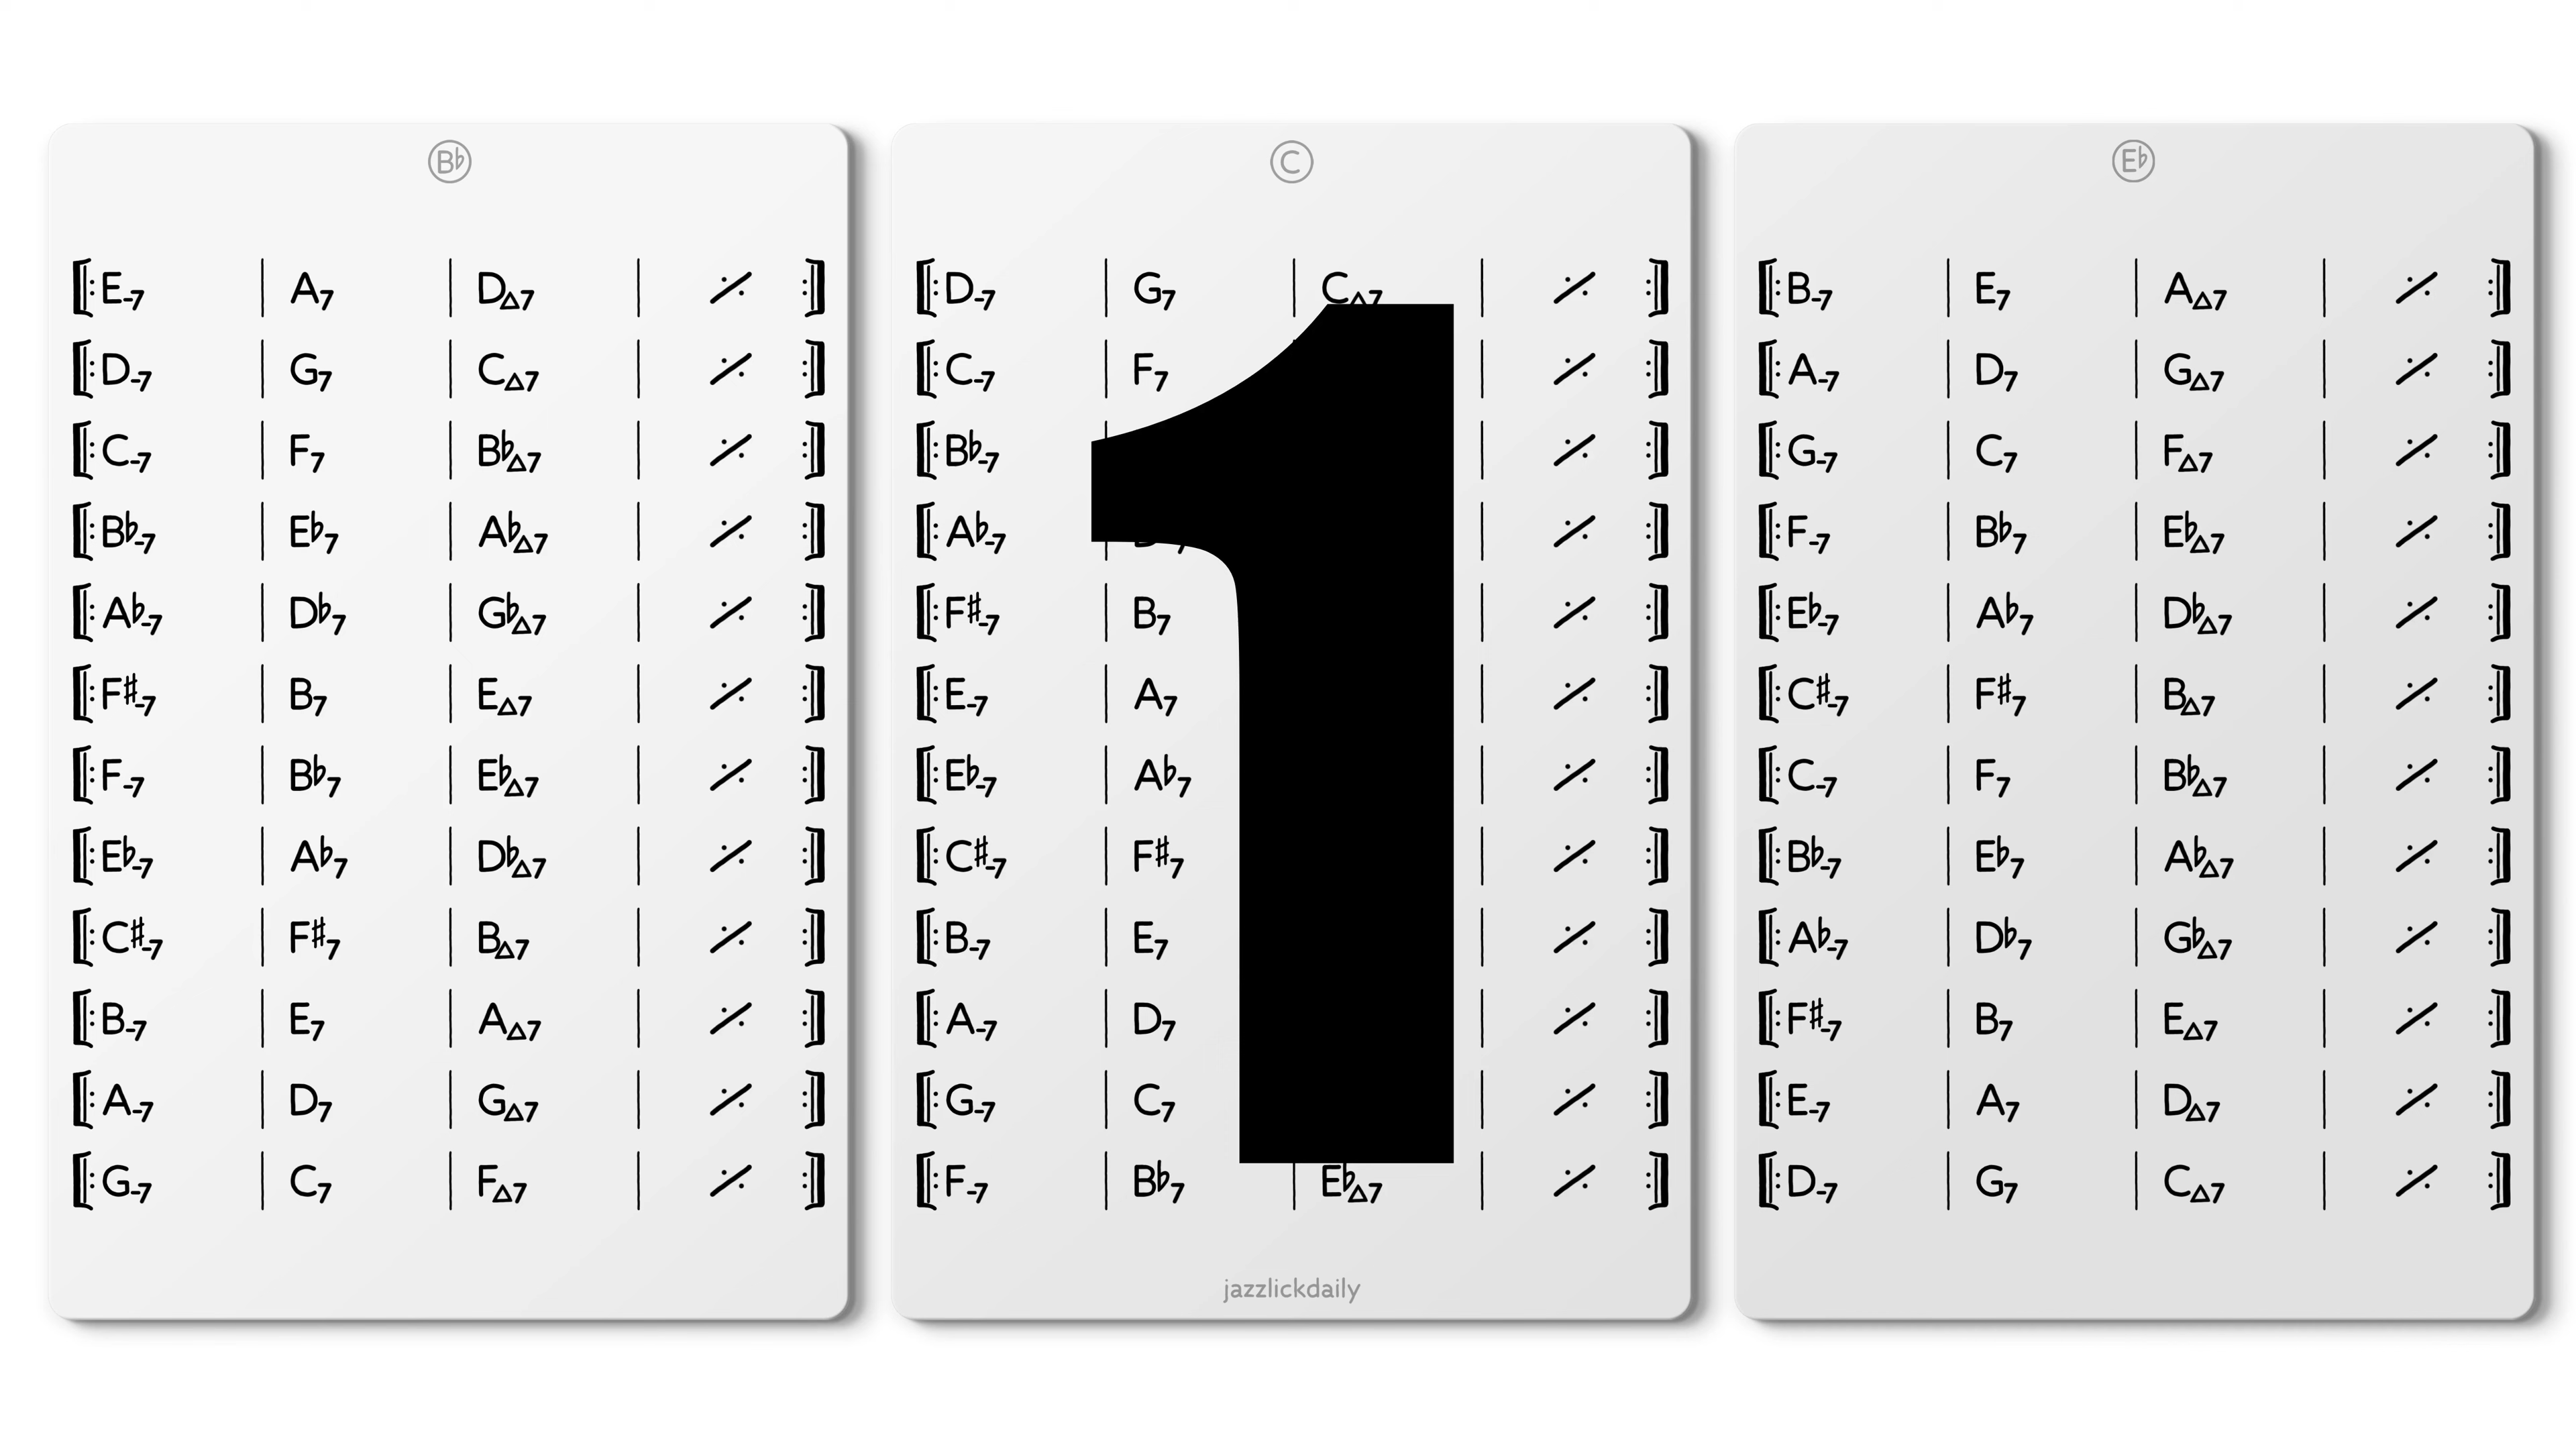 B♭
E-7 | A7 | D△7 | ٪
D-7 | G7 | C△7 | ٪
C-7 | F7 | B♭△7 | ٪
B♭-7 | E♭7 | A♭△7 | ٪
A♭-7 | D♭7 | G♭△7 | ٪
F♯-7 | B7 | E△7 | ٪
F-7 | B♭7 | E♭△7 | ٪
E♭-7 | A♭7 | D♭△7 | ٪
C♯-7 | F♯7 | B△7 | ٪
B-7 | E7 | A△7 | ٪
A-7 | D7 | G△7 | ٪
G-7 | C7 | F△7 | ٪
C
D-7 | G7 | C△7 | ٪
C-7 | F7 | ٪
B♭-7 | ٪
A♭-7 | ٪
F♯-7 | B7 | ٪
E-7 | A7 | ٪
E♭-7 | A♭7 | ٪
C♯-7 | F♯7 | ٪
B-7 | E7 | ٪
A-7 | D7 | ٪
G-7 | C7 | ٪
F-7 | B♭7 | E♭△7 | ٪
1
jazzlickdaily
E♭
B-7 | E7 | A△7 | ٪
A-7 | D7 | G△7 | ٪
G-7 | C7 | F△7 | ٪
F-7 | B♭7 | E♭△7 | ٪
E♭-7 | A♭7 | D♭△7 | ٪
C♯-7 | F♯7 | B△7 | ٪
C-7 | F7 | B♭△7 | ٪
B♭-7 | E♭7 | A♭△7 | ٪
A♭-7 | D♭7 | G♭△7 | ٪
F♯-7 | B7 | E△7 | ٪
E-7 | A7 | D△7 | ٪
D-7 | G7 | C△7 | ٪